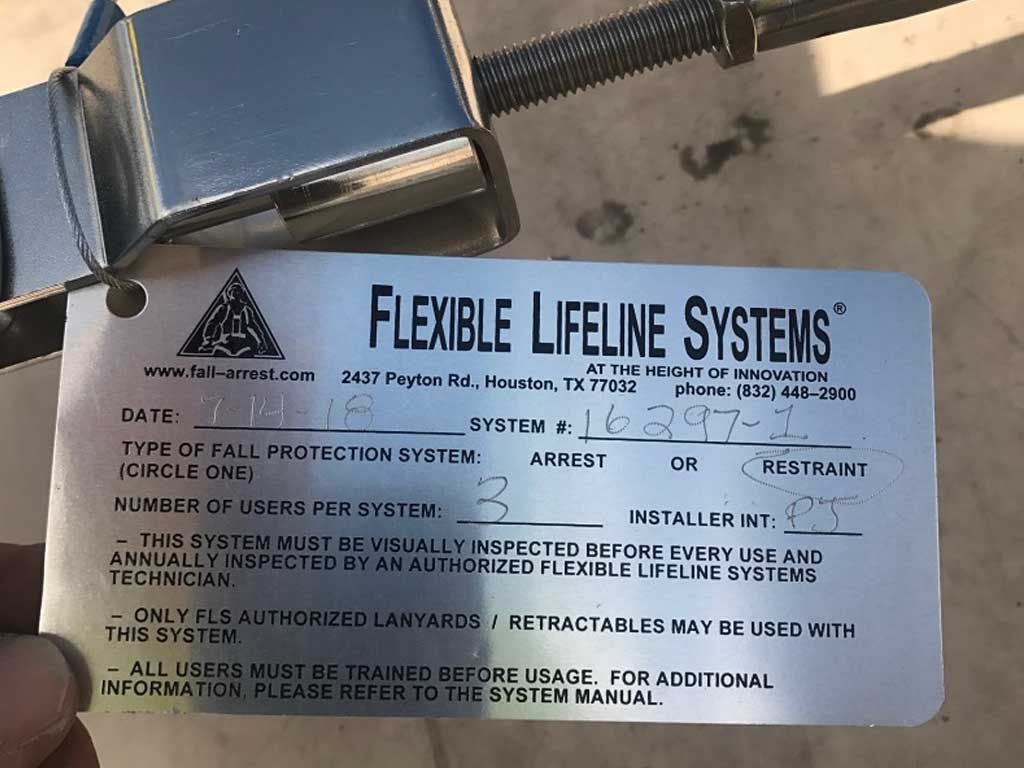 FLEXIBLE LIFELINE SYSTEMS®
AT THE HEIGHT OF INNOVATION
www.fall-arrest.com
2437 Peyton Rd., Houston, TX 77032 phone: (832) 448-2900
DATE: 7-14-18 SYSTEM #: 16297-1
TYPE OF FALL PROTECTION SYSTEM: ARREST OR RESTRAINT
(CIRCLE ONE)
NUMBER OF USERS PER SYSTEM: 3 INSTALLER INT: PJ
– THIS SYSTEM MUST BE VISUALLY INSPECTED BEFORE EVERY USE AND
ANNUALLY INSPECTED BY AN AUTHORIZED FLEXIBLE LIFELINE SYSTEMS
TECHNICIAN.
– ONLY FLS AUTHORIZED LANYARDS / RETRACTABLES MAY BE USED WITH
THIS SYSTEM.
– ALL USERS MUST BE TRAINED BEFORE USAGE. FOR ADDITIONAL
INFORMATION, PLEASE REFER TO THE SYSTEM MANUAL.